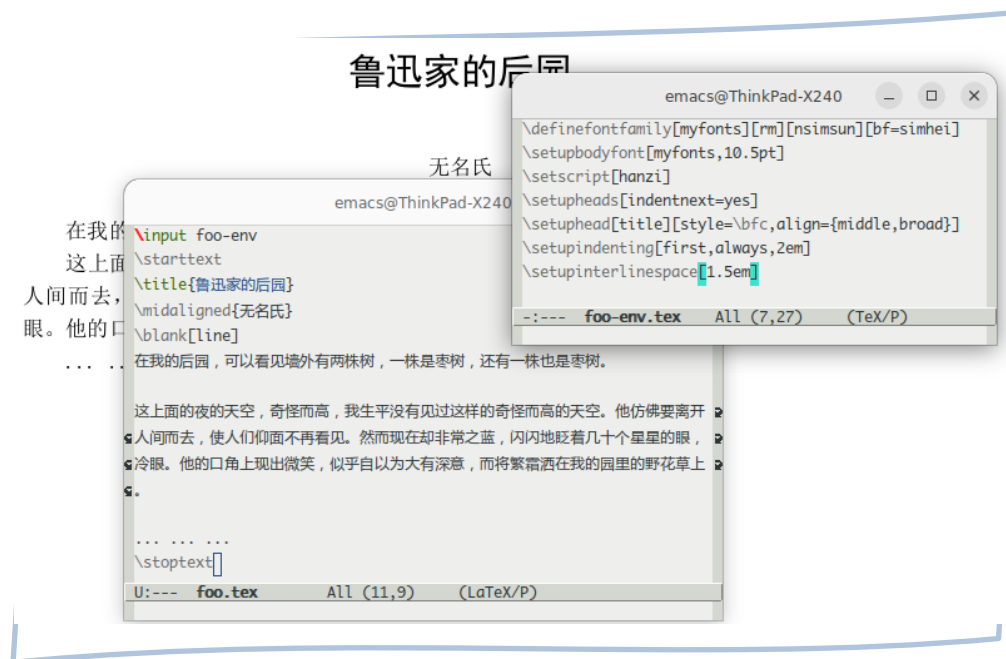 鲁迅家的后园
无名氏
在我的
这上面
人间而去，
眼。他的口
... ..
emacs@ThinkPad-X240
\definefontfamily[myfonts][rm][nsimsun][bf=simhei]
\setupbodyfont[myfonts,10.5pt]
\setscript[hanzi]
\setupheads[indentnext=yes]
\setuphead[title][style=\bfc,align={middle,broad}]
\setupindenting[first,always,2em]
\setupinterlinespace[1.5em]
-:--- foo-env.tex All (7,27) (TeX/P)
emacs@ThinkPad-X240
\input foo-env
\starttext
\title{鲁迅家的后园}
\midaligned{无名氏}
\blank[line]
在我的后园，可以看见墙外有两株树，一株是枣树，还有一株也是枣树。
这上面的夜的天空，奇怪而高，我生平没有见过这样的奇怪而高的天空。他仿佛要离开
人间而去，使人们仰面不再看见。然而现在却非常之蓝，闪闪地眨着几十个星星的眼，
冷眼。他的口角上现出微笑，似乎自以为大有深意，而将繁霜洒在我的园里的野花草上
。
... ... ...
\stoptext
U:--- foo.tex All (11,9) (LaTeX/P)